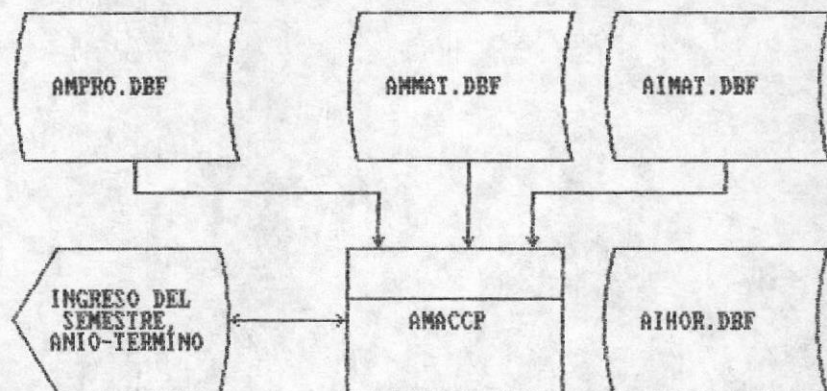 AMPRO.DBF
AMMAT.DBF
AIMAT.DBF
INGRESO DEL
SEMESTRE,
ANIO-TERMINO
AMACCP
AIHOR.DBF